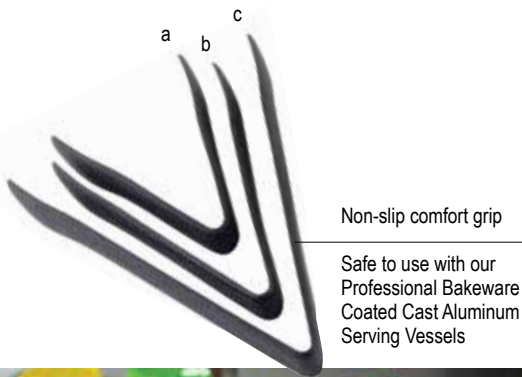 a
b
c
Non-slip comfort grip
Safe to use with our
Professional Bakeware
Coated Cast Aluminum
Serving Vessels